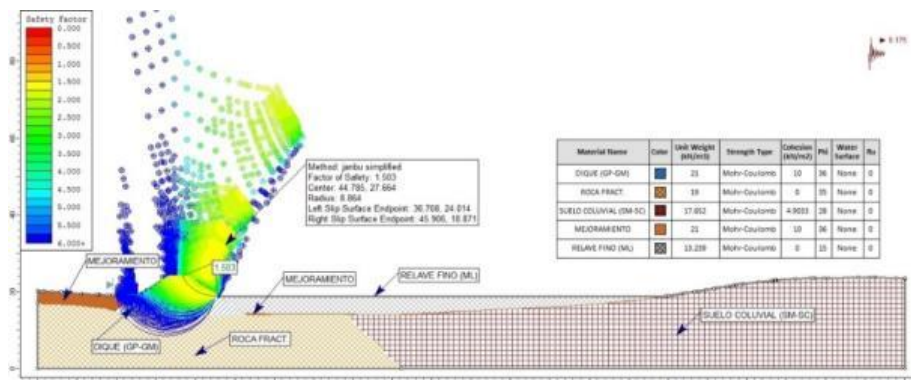 Safety Factor
0.000
0.500
1.000
1.500
2.000
2.500
3.000
3.500
4.000
4.500
5.000
5.500
6.000+
0.175
Method: janbu simplified
Factor of Safety: 1.503
Center: 44.785, 27.664
Radius: 8.864
Left Slip Surface Endpoint: 36.708, 24.014
Right Slip Surface Endpoint: 45.906, 18.871
Material Name Color Unit Weight (kN/m3) Strength Type Cohesion (kN/m2) Phi Water Surface Ru
DIQUE (GP-GM) 21 Mohr-Coulomb 10 36 None 0
ROCA FRACT. 19 Mohr-Coulomb 0 35 None 0
SUELO COLUVIAL (SM-SC) 17.652 Mohr-Coulomb 4.9033 28 None 0
MEJORAMIENTO 21 Mohr-Coulomb 10 36 None 0
RELAVE FINO (ML) 13.239 Mohr-Coulomb 0 15 None 0
MEJORAMIENTO
1.503
MEJORAMIENTO
RELAVE FINO (ML)
DIQUE (GP-GM)
ROCA FRACT.
SUELO COLUVIAL (SM-SC)